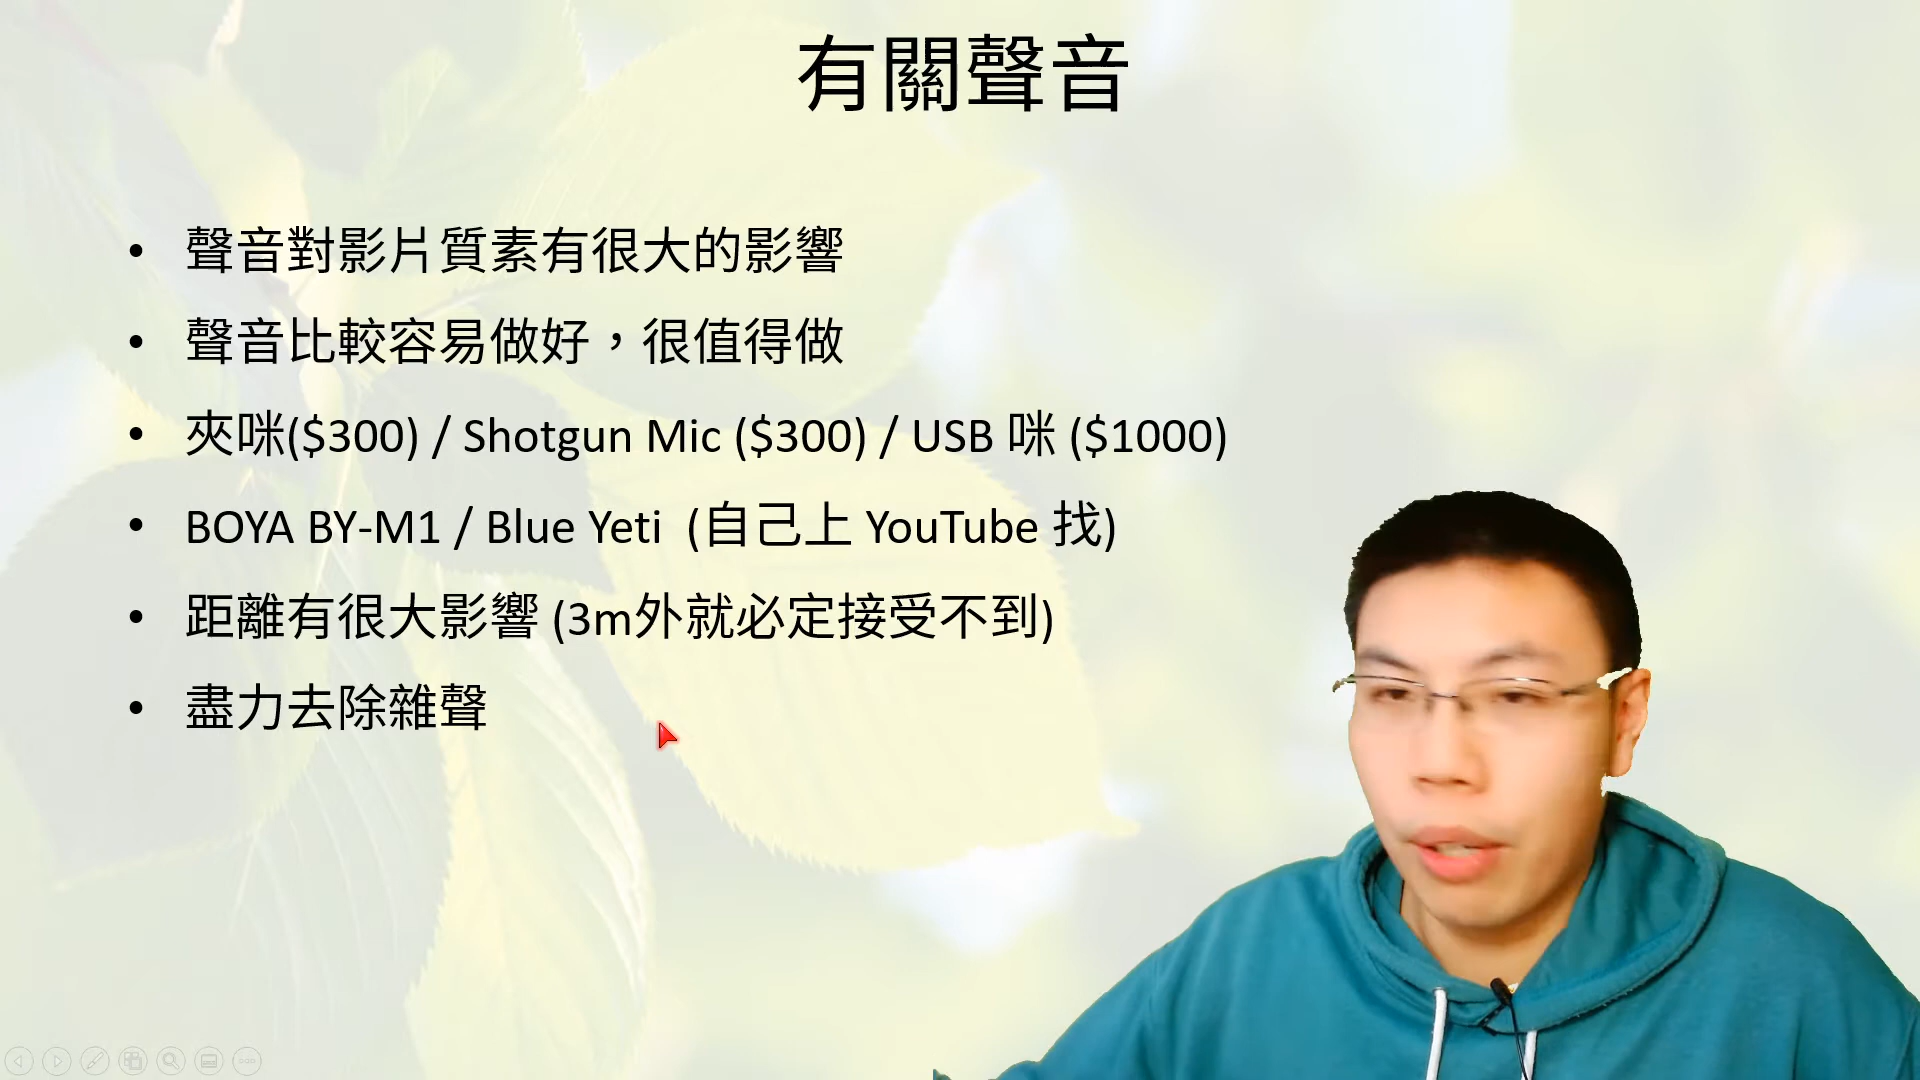 有關聲音
• 聲音對影片質素有很大的影響
• 聲音比較容易做好，很值得做
• 夾咪($300) / Shotgun Mic ($300) / USB 咪 ($1000)
• BOYA BY-M1 / Blue Yeti  (自己上 YouTube 找)
• 距離有很大影響 (3m外就必定接受不到)
• 盡力去除雜聲